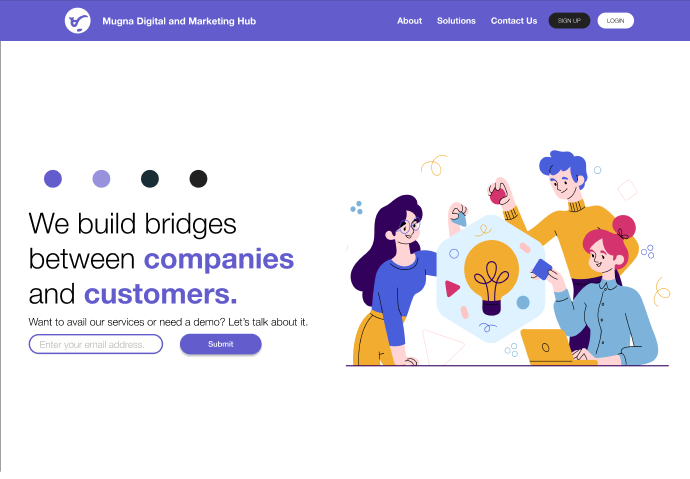 Mugna Digital and Marketing Hub
About
Solutions
Contact Us
SIGN UP
LOGIN
We build bridges
between companies
and customers.
Want to avail our services or need a demo? Let's talk about it.
Enter your email address.
Submit